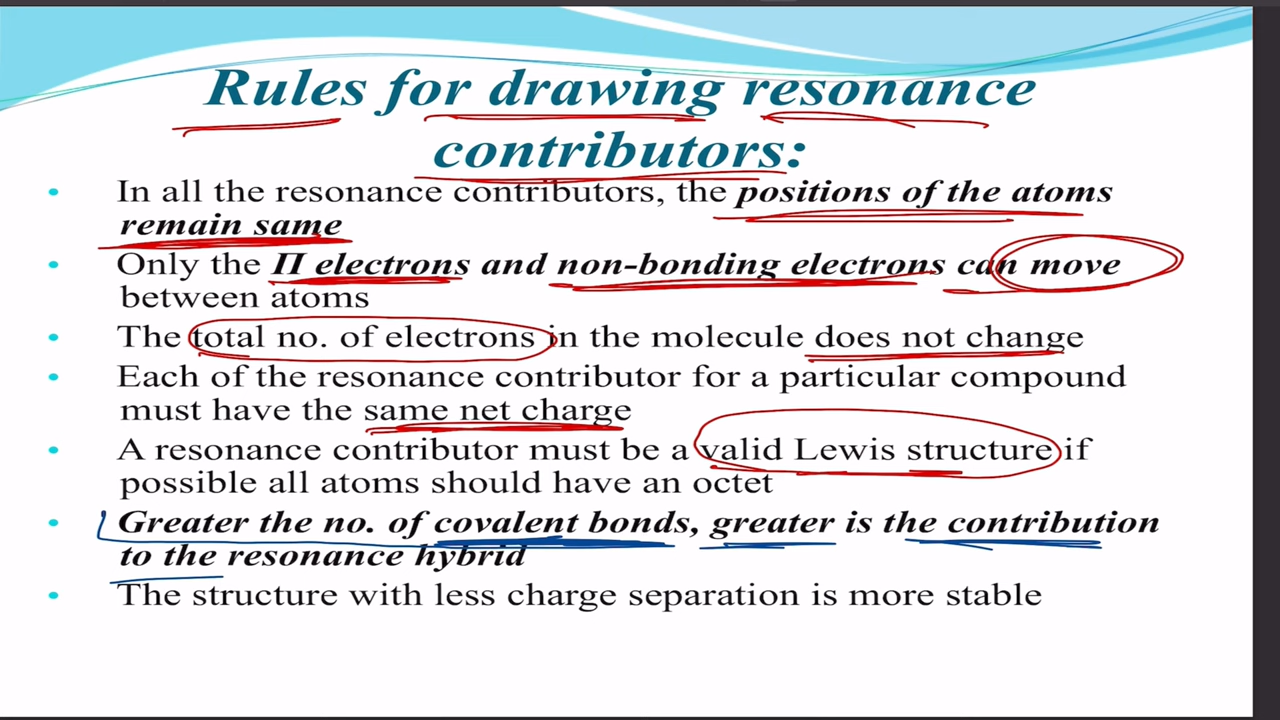 Rules for drawing resonance
contributors:
• In all the resonance contributors, the positions of the atoms
remain same
• Only the Π electrons and non-bonding electrons can move
between atoms
• The total no. of electrons in the molecule does not change
• Each of the resonance contributor for a particular compound
must have the same net charge
• A resonance contributor must be a valid Lewis structure if
possible all atoms should have an octet
• Greater the no. of covalent bonds, greater is the contribution
to the resonance hybrid
• The structure with less charge separation is more stable